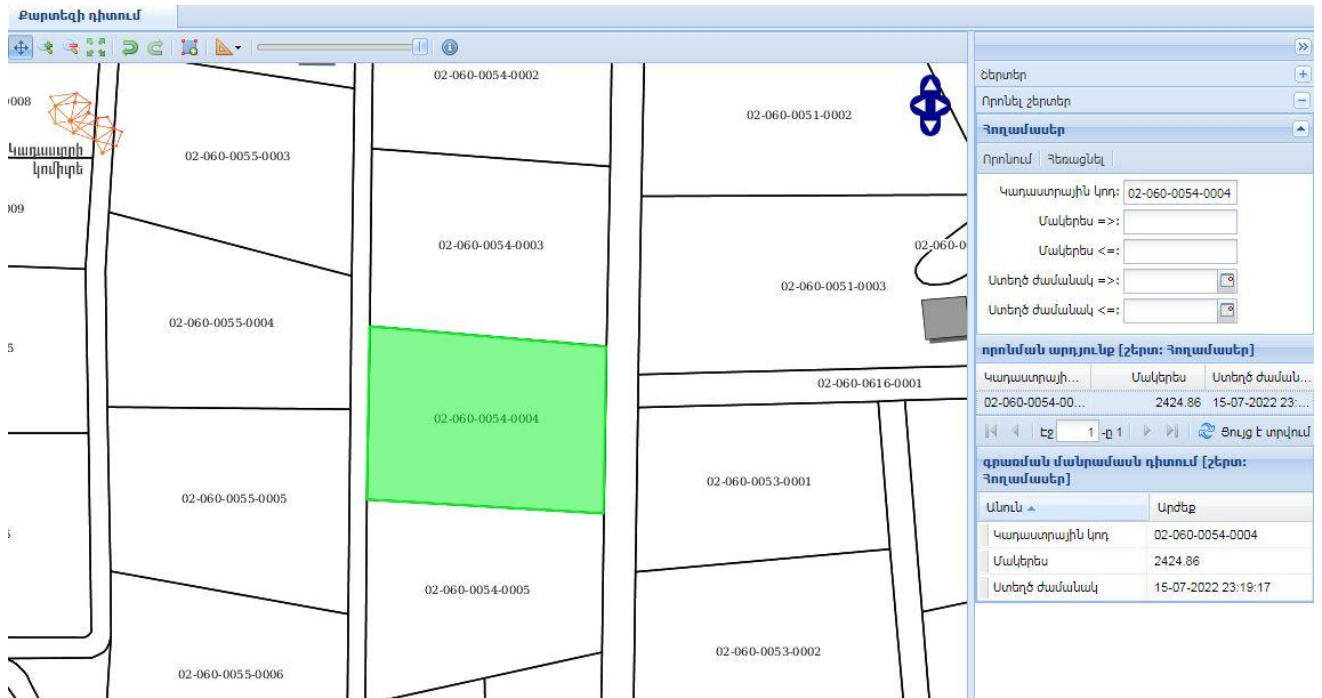 Քարտեզի դիտում
Շերտեր
Որոնել շերտեր
Հողամասեր
Որոնում Հեռացնել
Կադաստրային կոդ: 02-060-0054-0004
Մակերես =>:
Մակերես <=:
Ստեղծ ժամանակ =>:
Ստեղծ ժամանակ <=:
որոնման արդյունք [շերտ: Հողամասեր]
Կադաստրայի... Մակերես Ստեղծ ժաման...
02-060-0054-00... 2424.86 15-07-2022 23:...
Էջ 1 -ը 1 Ցույց է տրվում
գրառման մանրամասն դիտում [շերտ:
Հողամասեր]
Անուն Արժեք
Կադաստրային կոդ 02-060-0054-0004
Մակերես 2424.86
Ստեղծ ժամանակ 15-07-2022 23:19:17
Կադաստրի
կոմիտե
02-060-0054-0002
02-060-0051-0002
02-060-0055-0003
02-060-0054-0003
02-060-0051-0003
02-060-0055-0004
02-060-0616-0001
02-060-0054-0004
02-060-0053-0001
02-060-0055-0005
02-060-0054-0005
02-060-0053-0002
02-060-0055-0006